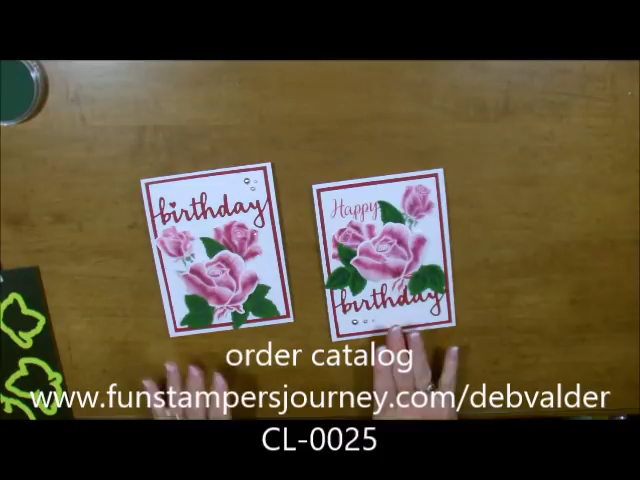 birthday
Happy
birthday
order catalog
www.funstampersjourney.com/debvalder
CL-0025